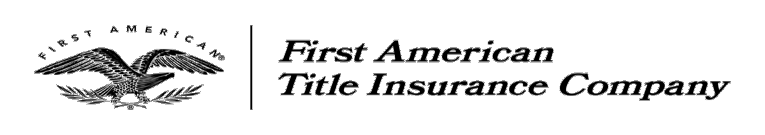 FIRST AMERICAN®
First American
Title Insurance Company